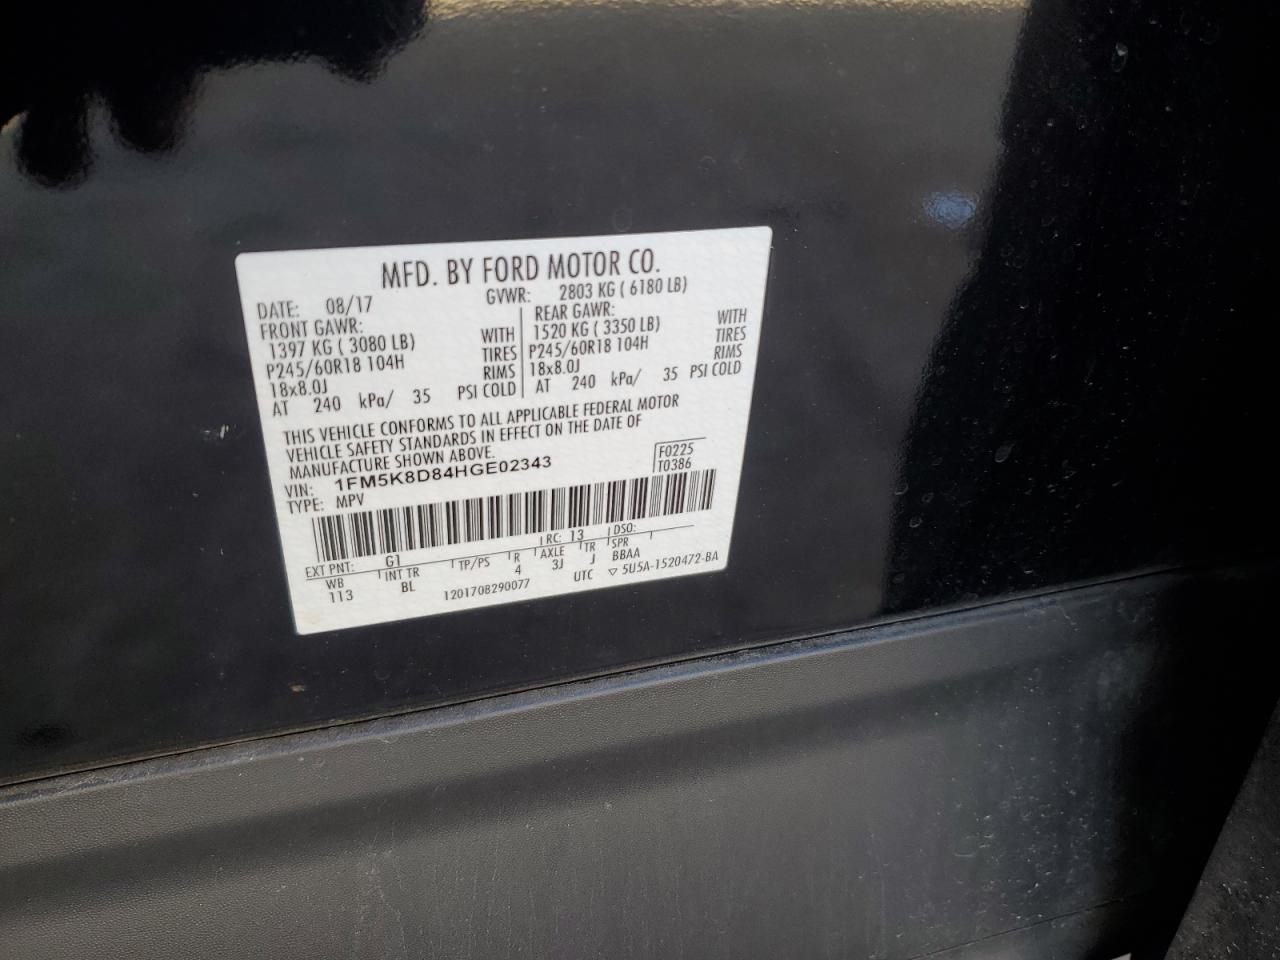 MFD. BY FORD MOTOR CO.
DATE: 08/17 GVWR: 2803 KG ( 6180 LB)
FRONT GAWR: REAR GAWR:
1397 KG ( 3080 LB) WITH 1520 KG ( 3350 LB) WITH
P245/60R18 104H TIRES P245/60R18 104H TIRES
18x8.0J RIMS 18x8.0J RIMS
AT 240 kPa/ 35 PSI COLD AT 240 kPa/ 35 PSI COLD
THIS VEHICLE CONFORMS TO ALL APPLICABLE FEDERAL MOTOR
VEHICLE SAFETY STANDARDS IN EFFECT ON THE DATE OF
MANUFACTURE SHOWN ABOVE.
F0225
VIN: 1FM5K8D84HGE02343 T0386
TYPE: MPV
EXT PNT: G1 RC: 13 DSO:
WB INT TR TP/PS R AXLE TR SPR
113 BL 4 3J J BBAA
1201708290077 UTC ▽ 5U5A-1520472-BA